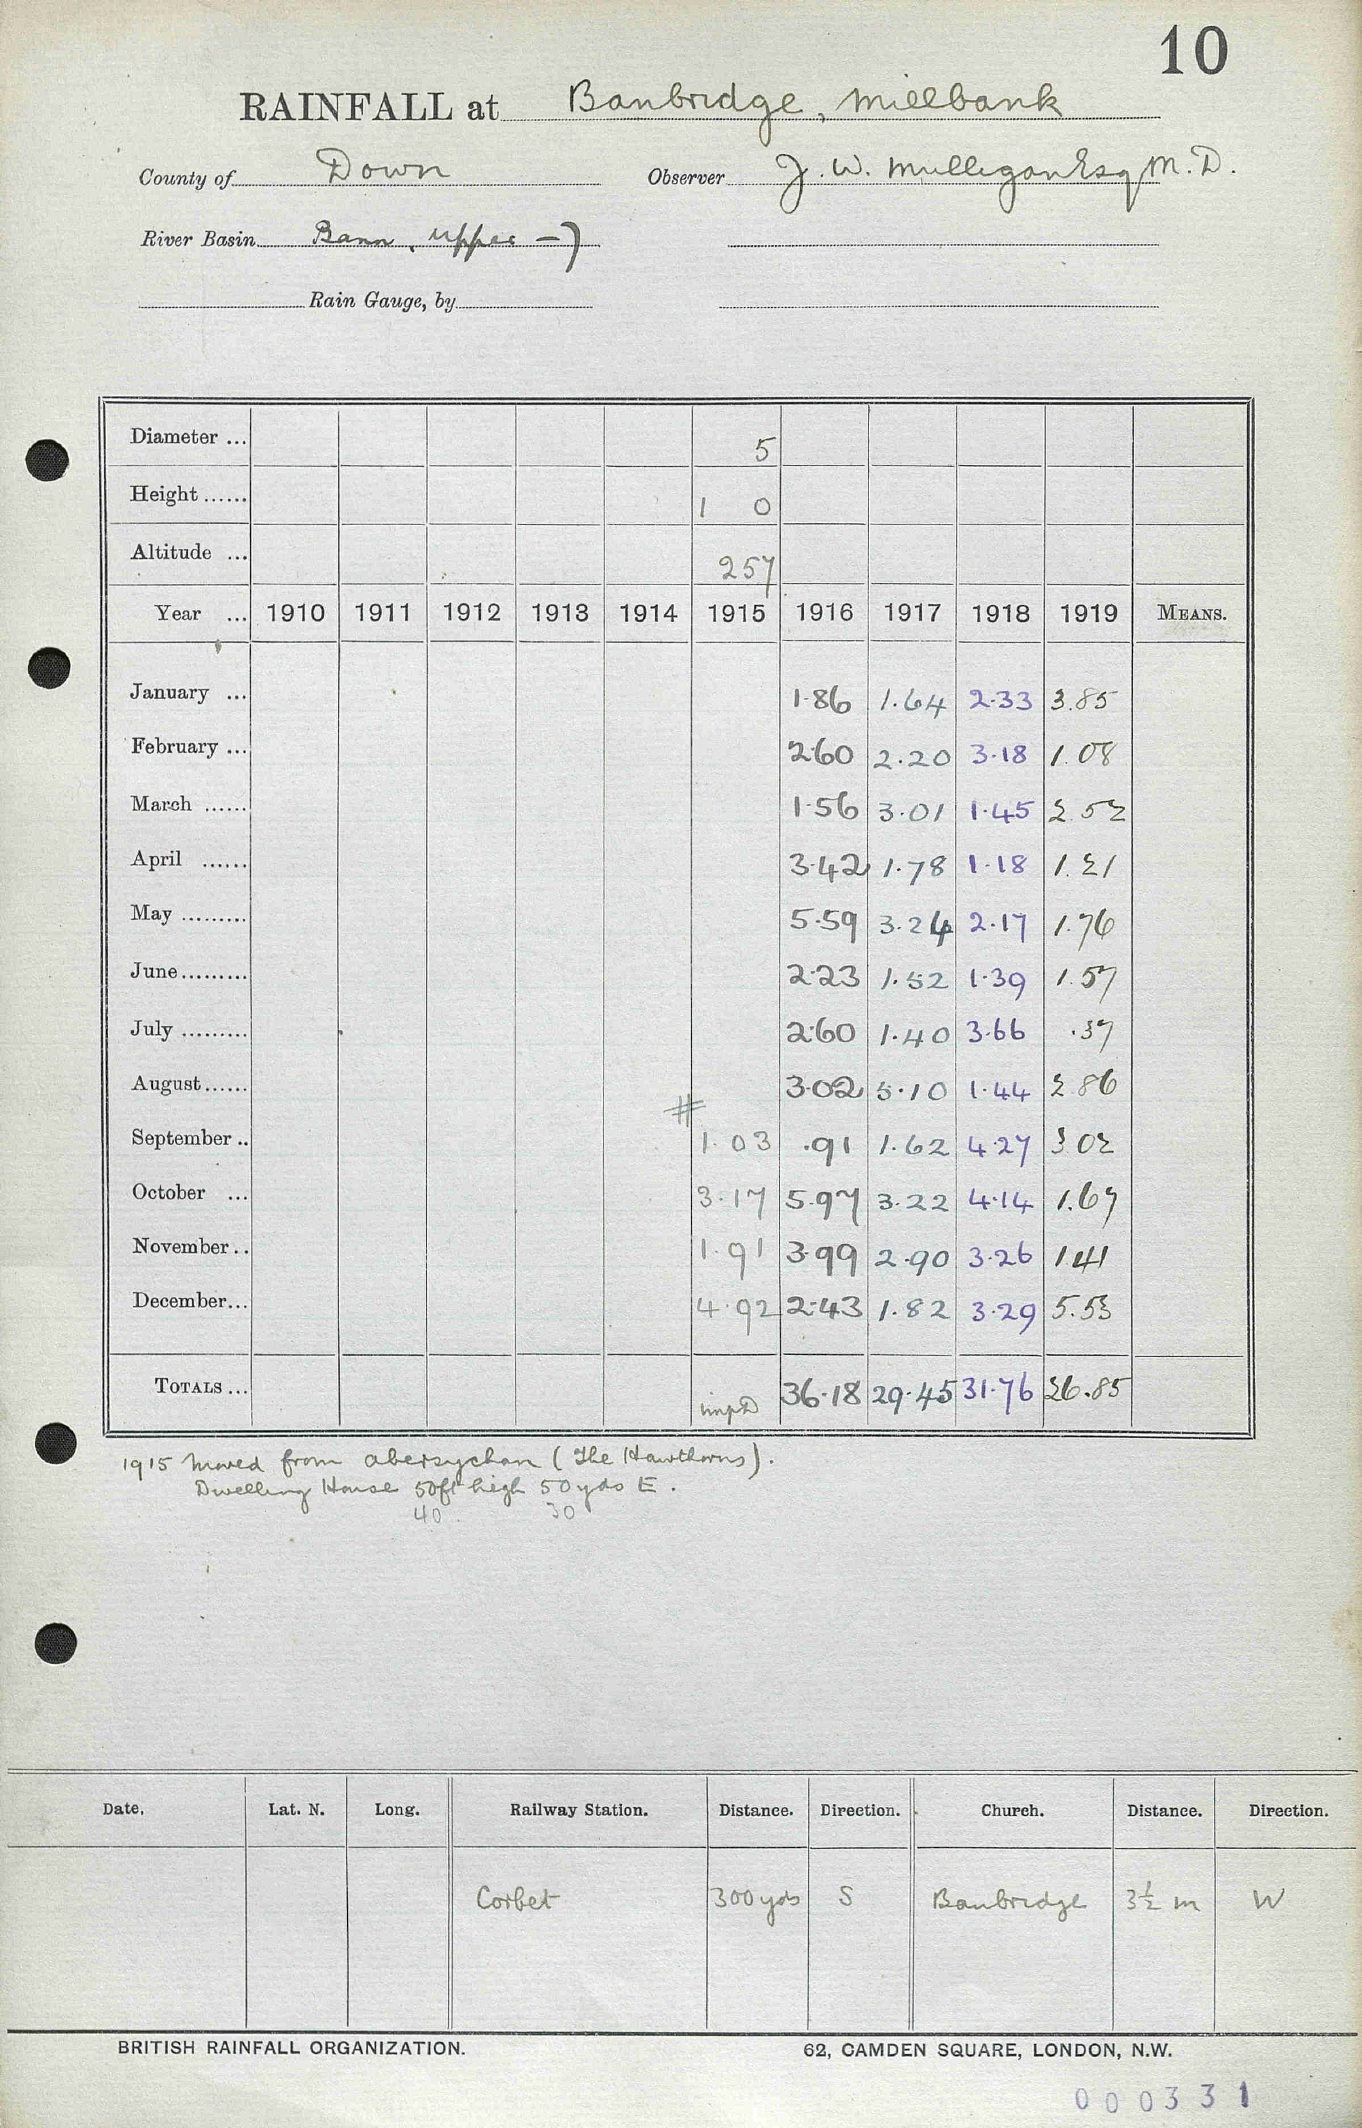 10
RAINFALL at Banbridge, Millbank
County of Down Observer J. W. Mulligan Esq M.D.
River Basin Bann, Upper —7
Rain Gauge, by
Diameter ... 5
Height ...... 1 0
Altitude ... 257
Year ... 1910 1911 1912 1913 1914 1915 1916 1917 1918 1919 MEANS.
January ... 1.86 1.64 2.33 3.85
February ... 2.60 2.20 3.18 1.08
March ...... 1.56 3.01 1.45 2.52
April ...... 3.42 1.78 1.18 1.21
May ......... 5.59 3.24 2.17 1.76
June......... 2.23 1.52 1.39 1.57
July ......... 2.60 1.40 3.66 .37
August...... 3.02 5.10 1.44 2.86
#
September .. 1.03 .91 1.62 4.27 3.02
October ... 3.17 5.97 3.22 4.14 1.67
November .. 1.91 3.99 2.90 3.26 1.41
December... 4.92 2.43 1.82 3.29 5.53
TOTALS ... impd 36.18 29.45 31.76 26.85
1915 Moved from Abersychan (The Hawthorns).
Dwelling House 50ft high 50yds E.
40 30
Date. Lat. N. Long. Railway Station. Distance. Direction. Church. Distance. Direction.
Corbet 300yds S Banbridge 3½ m W
BRITISH RAINFALL ORGANIZATION. 62, CAMDEN SQUARE, LONDON, N.W.
000331